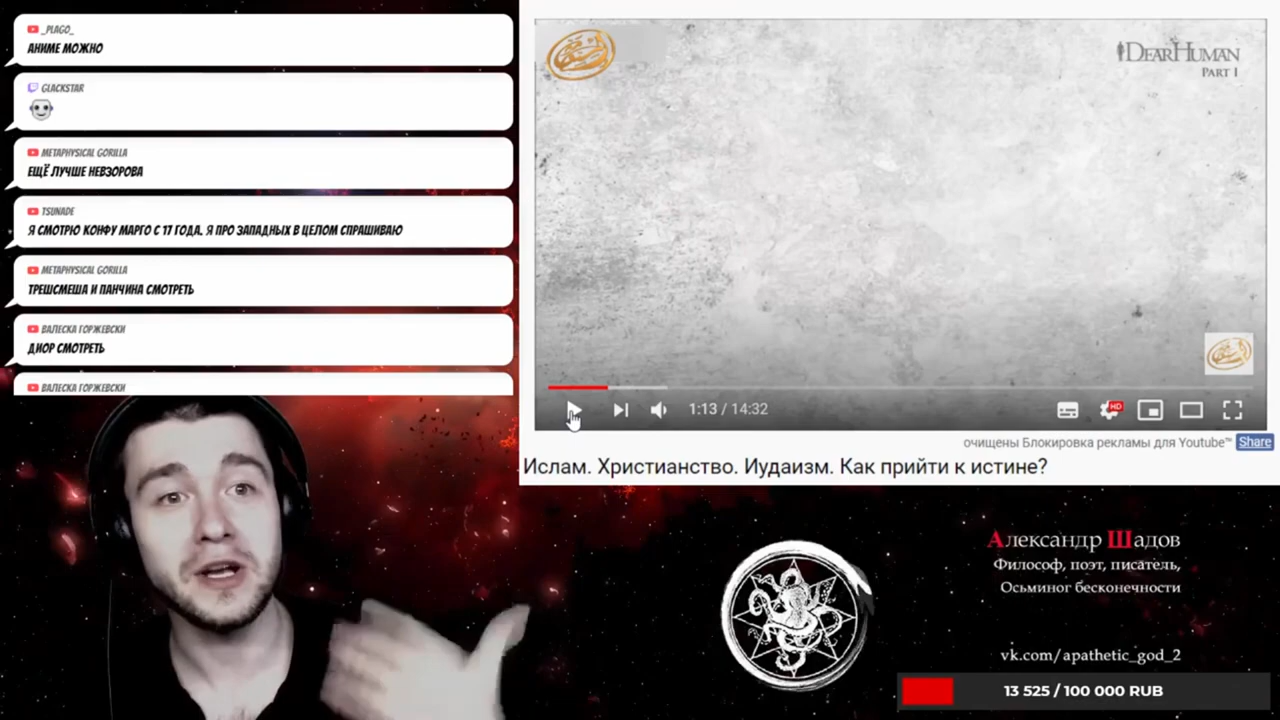 _PLAGO_
АНИМЕ МОЖНО
GLACKSTAR
METAPHYSICAL GORILLA
ЕЩЁ ЛУЧШЕ НЕВЗОРОВА
TSUNADE
Я СМОТРЮ КОНФУ МАРГО С 17 ГОДА. Я ПРО ЗАПАДНЫХ В ЦЕЛОМ СПРАШИВАЮ
METAPHYSICAL GORILLA
ТРЕШСМЕША И ПАНЧИНА СМОТРЕТЬ
ВАЛЕСКА ГОРЖЕВСКИ
ДИОР СМОТРЕТЬ
ВАЛЕСКА ГОРЖЕВСКИ
DEARHUMAN
PART I
1:13 / 14:32
HD
очищены Блокировка рекламы для Youtube™ Share
Ислам. Христианство. Иудаизм. Как прийти к истине?
Александр Шадов
Философ, поэт, писатель,
Осьминог бесконечности
vk.com/apathetic_god_2
13 525 / 100 000 RUB